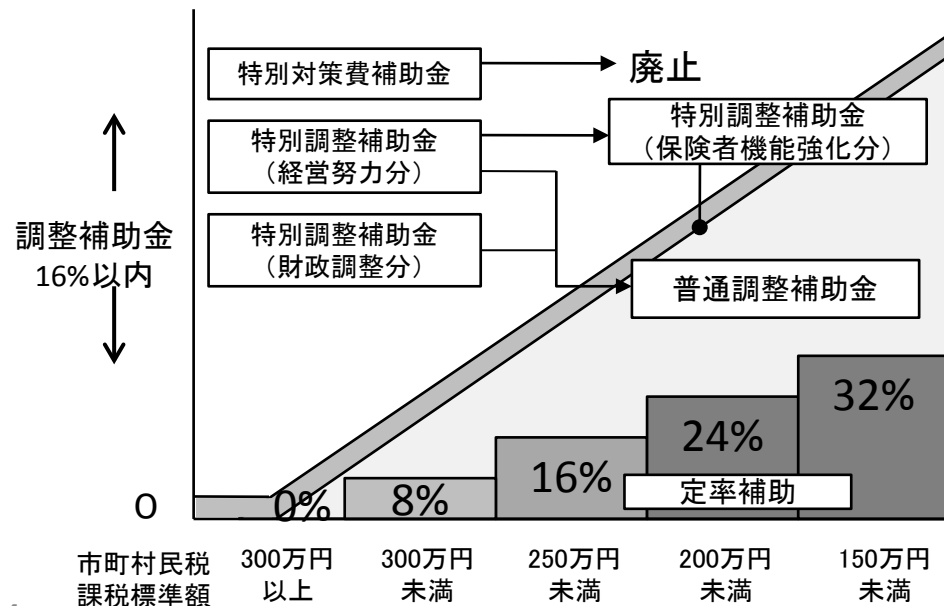 特別対策費補助金
廃止
特別調整補助金
（経営努力分）
特別調整補助金
（保険者機能強化分）
調整補助金
16%以内
特別調整補助金
（財政調整分）
普通調整補助金
32%
24%
16%
8%
0%
定率補助
0
市町村民税
課税標準額
300万円
以上
300万円
未満
250万円
未満
200万円
未満
150万円
未満